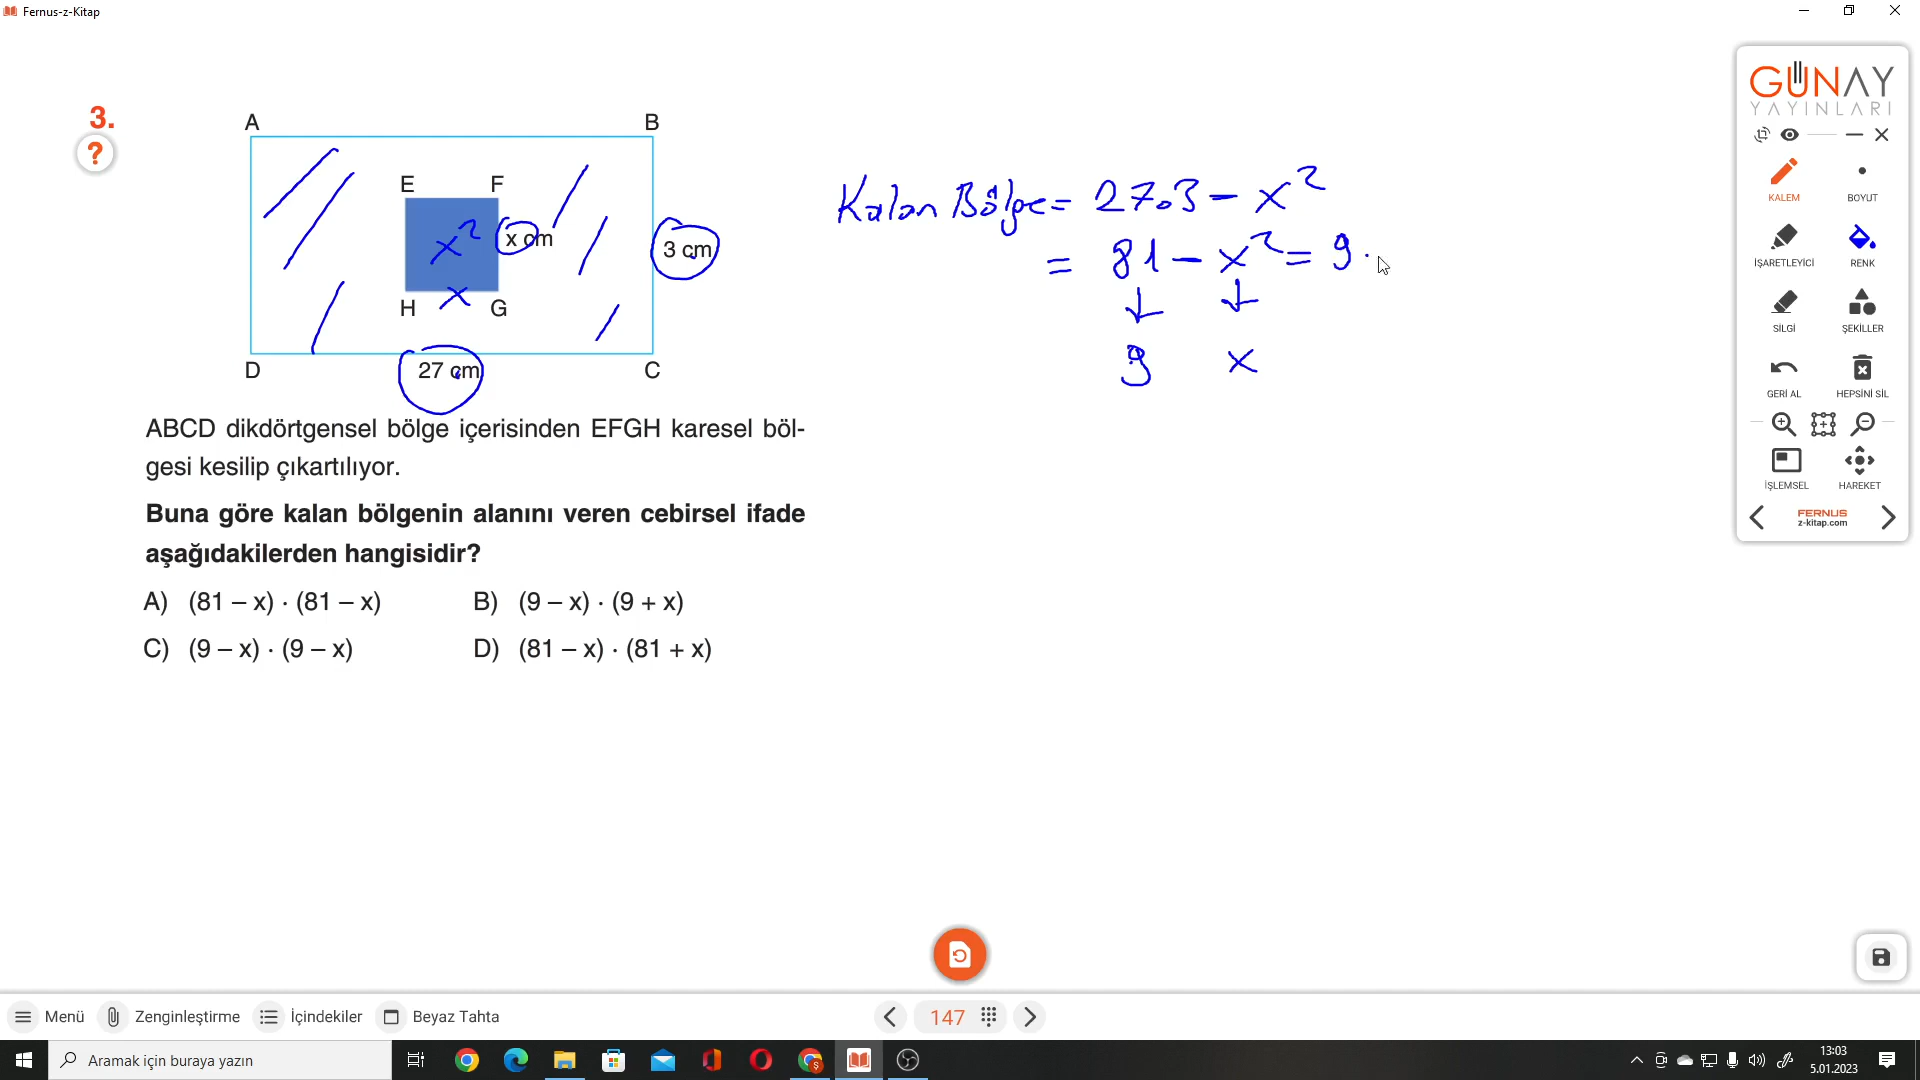 Fernus-z-Kitap
3.
?
A B
E F
x² x cm 3 cm
H x G
D 27 cm C
Kalan Bölge = 27.3 - x²
= 81 - x² = 9.
9 x
ABCD dikdörtgensel bölge içerisinden EFGH karesel böl-
gesi kesilip çıkartılıyor.
Buna göre kalan bölgenin alanını veren cebirsel ifade
aşağıdakilerden hangisidir?
A) (81 – x) · (81 – x) B) (9 – x) · (9 + x)
C) (9 – x) · (9 – x) D) (81 – x) · (81 + x)
GÜNAY
YAYINLARI
KALEM BOYUT
İŞARETLEYİCİ RENK
SİLGİ ŞEKİLLER
GERİ AL HEPSİNİ SİL
İŞLEMSEL HAREKET
FERNUS
z-kitap.com
Menü Zenginleştirme İçindekiler Beyaz Tahta 147
Aramak için buraya yazın
13:03
5.01.2023